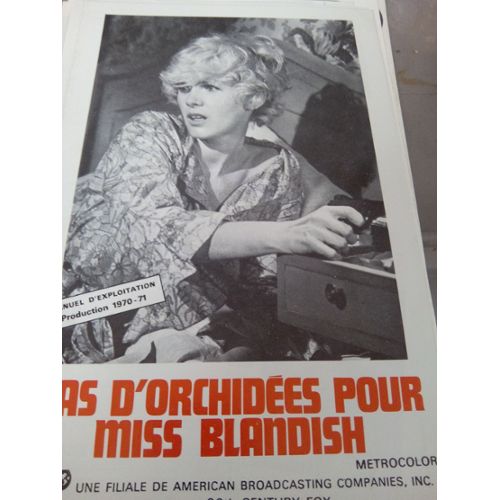 NUEL D'EXPLOITATION
Production 1970-71
AS D'ORCHIDÉES POUR
MISS BLANDISH
METROCOLOR
UNE FILIALE DE AMERICAN BROADCASTING COMPANIES, INC.
CENTURY FOX